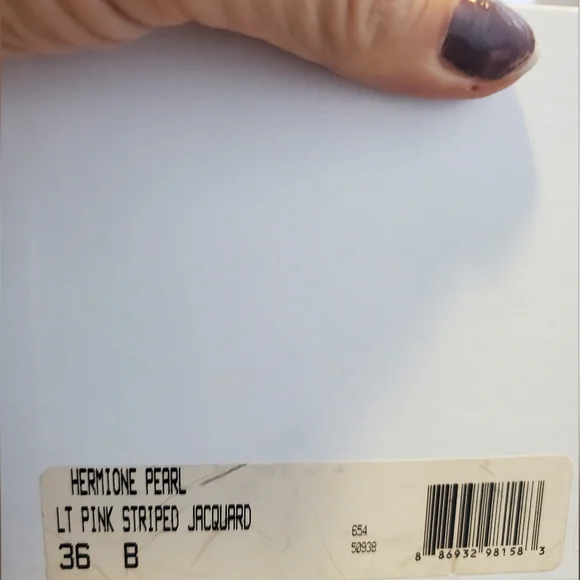 HERMIONE PEARL
LT PINK STRIPED JACQUARD
36 B
654
50938
8 86932 98158 3